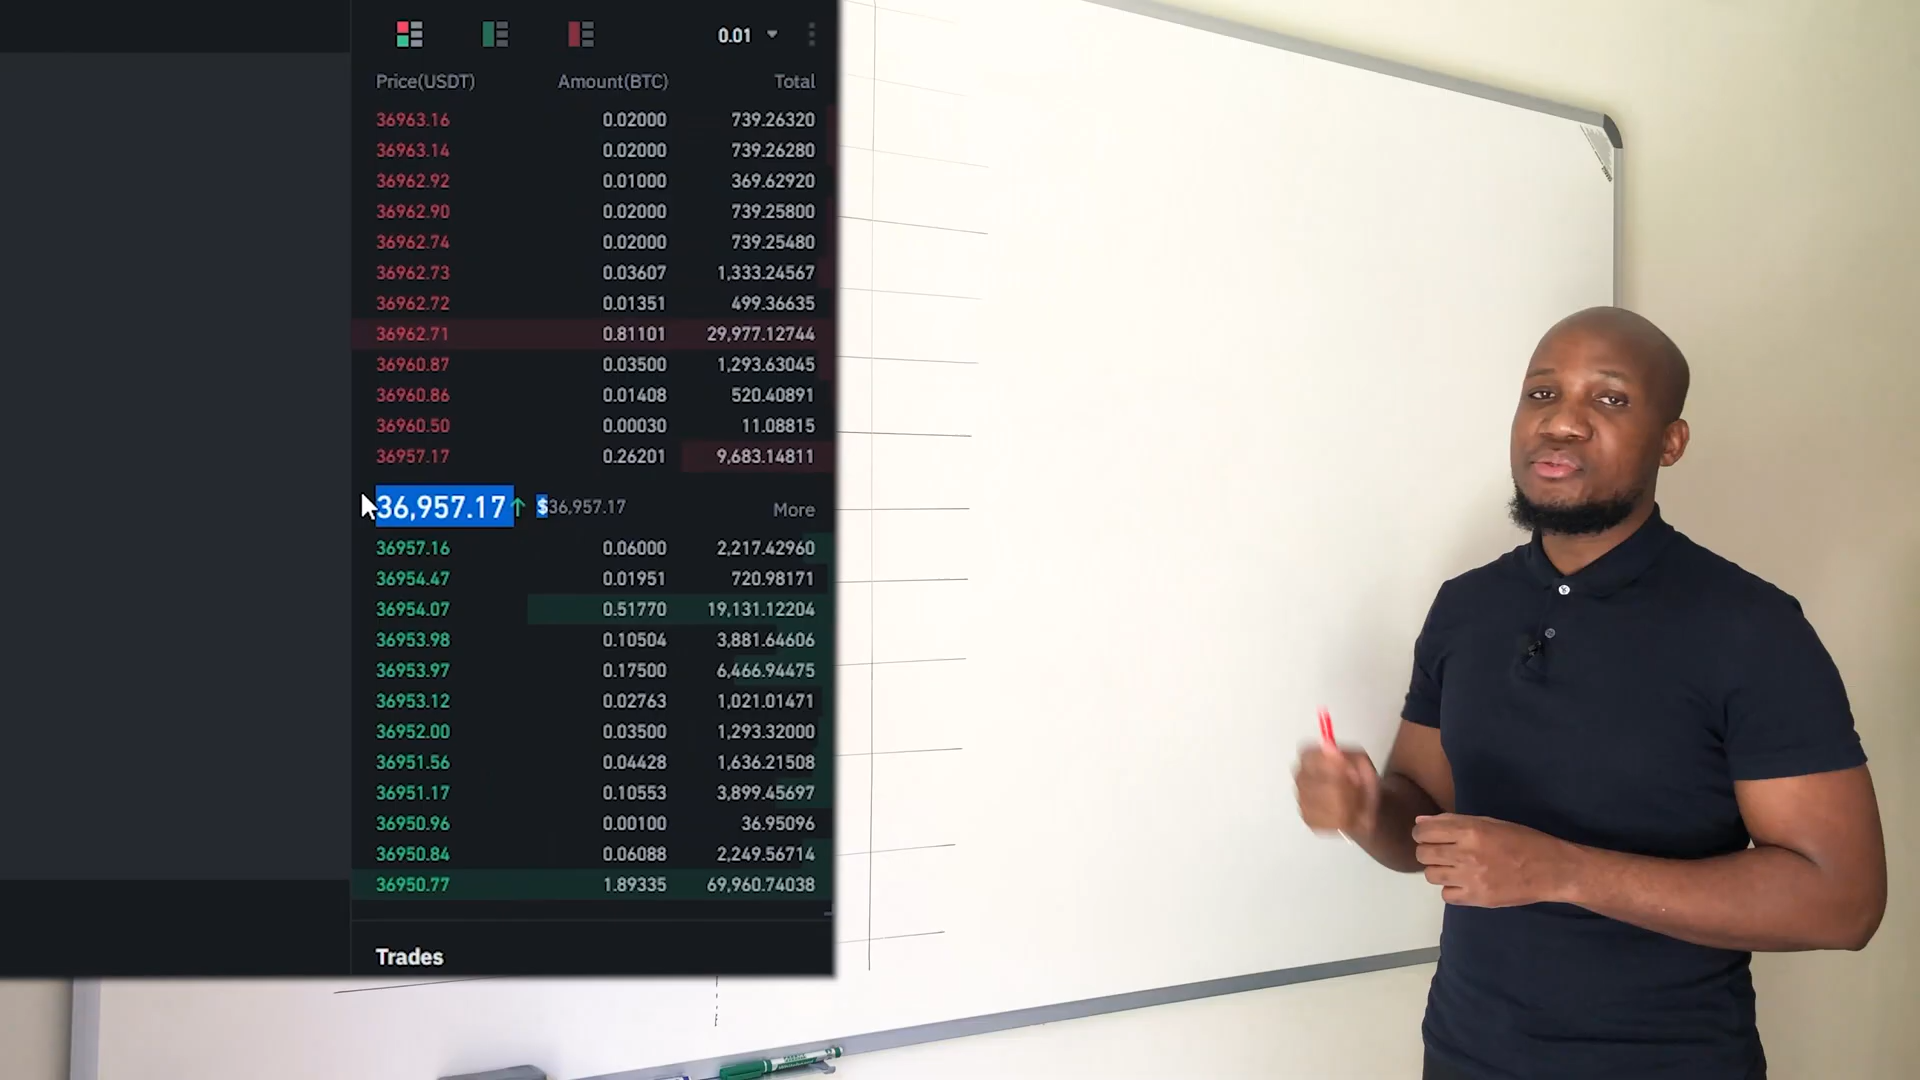 0.01
Price(USDT) Amount(BTC) Total
36963.16 0.02000 739.26320
36963.14 0.02000 739.26280
36962.92 0.01000 369.62920
36962.90 0.02000 739.25800
36962.74 0.02000 739.25480
36962.73 0.03607 1,333.24567
36962.72 0.01351 499.36635
36962.71 0.81101 29,977.12744
36960.87 0.03500 1,293.63045
36960.86 0.01408 520.40891
36960.50 0.00030 11.08815
36957.17 0.26201 9,683.14811
36,957.17↑ $36,957.17 More
36957.16 0.06000 2,217.42960
36954.47 0.01951 720.98171
36954.07 0.51770 19,131.12204
36953.98 0.10504 3,881.64606
36953.97 0.17500 6,466.94475
36953.12 0.02763 1,021.01471
36952.00 0.03500 1,293.32000
36951.56 0.04428 1,636.21508
36951.17 0.10553 3,899.45697
36950.96 0.00100 36.95096
36950.84 0.06088 2,249.56714
36950.77 1.89335 69,960.74038
Trades